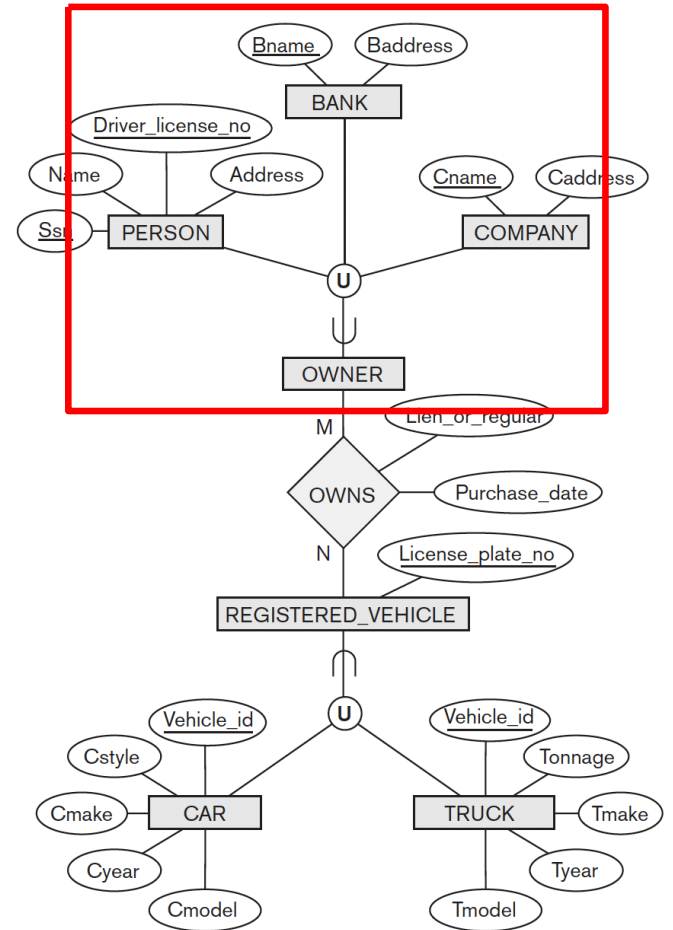 Bname
Baddress
BANK
Driver_license_no
Name
Address
Cname
Caddress
Ssn
PERSON
COMPANY
U
OWNER
M
Lien_or_regular
OWNS
Purchase_date
N
License_plate_no
REGISTERED_VEHICLE
U
Vehicle_id
Vehicle_id
Cstyle
Tonnage
Cmake
CAR
TRUCK
Tmake
Cyear
Tyear
Cmodel
Tmodel